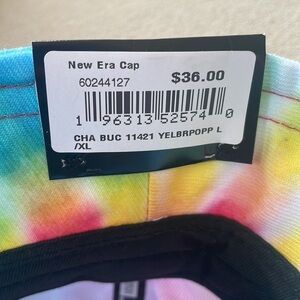 New Era Cap
60244127 $36.00
1 96313 52574 0
CHA BUC 11421 YELBRPOPP L
/XL